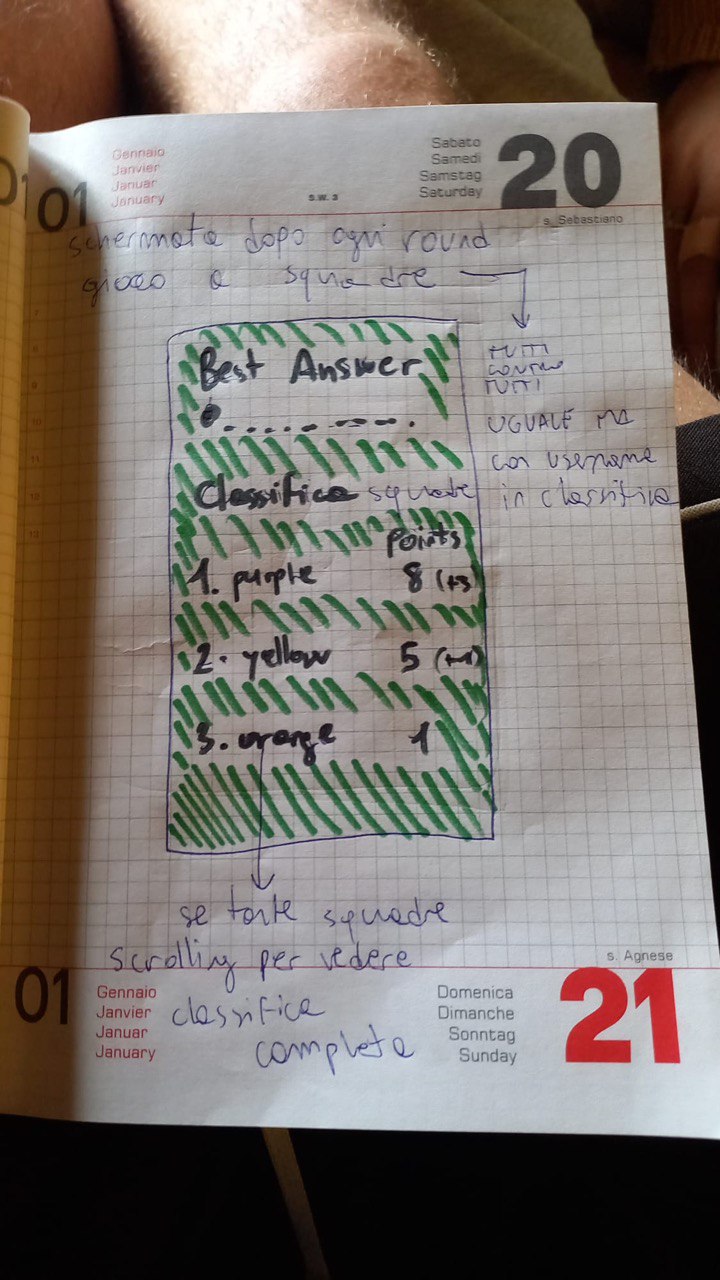 01
Gennaio
Janvier
Januar
January
S.W. 3
Sabato
Samedi
Samstag
Saturday
20
s. Sebastiano
schermata dopo ogni round
gioco a squadre
TUTTI
CONTRO
TUTTI
UGUALE MA
con username
in classifica
Best Answer
Classifica squadre
Points
1. purple 8 (+3)
2. yellow 5 (+1)
3. orange 1
se tante squadre
scrolling per vedere
classifica
completa
s. Agnese
01
Gennaio
Janvier
Januar
January
Domenica
Dimanche
Sonntag
Sunday
21